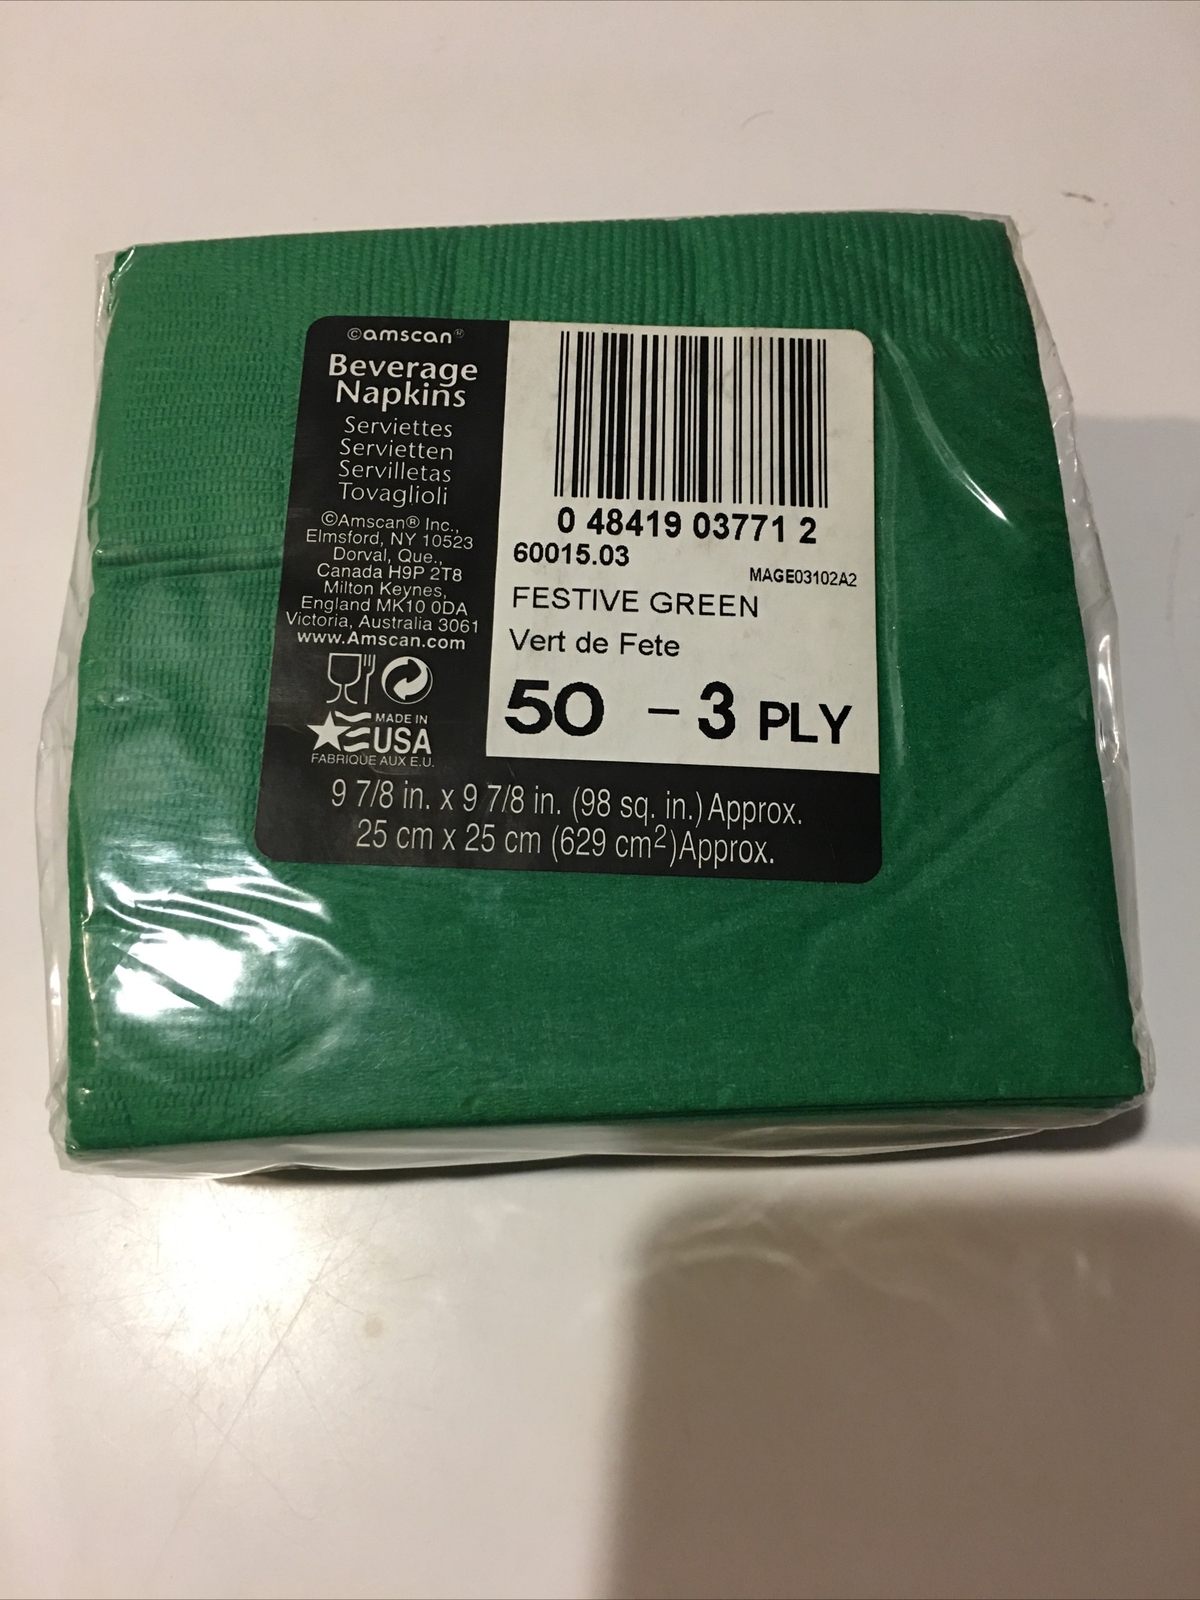 ©amscan®
Beverage
Napkins
Serviettes
Servietten
Servilletas
Tovaglioli
©Amscan® Inc.,
Elmsford, NY 10523
Dorval, Que.,
Canada H9P 2T8
Milton Keynes,
England MK10 0DA
Victoria, Australia 3061
www.Amscan.com
MADE IN
USA
FABRIQUE AUX E.U.
0 48419 03771 2
60015.03
MAGE03102A2
FESTIVE GREEN
Vert de Fete
50 - 3 PLY
9 7/8 in. x 9 7/8 in. (98 sq. in.) Approx.
25 cm x 25 cm (629 cm²)Approx.